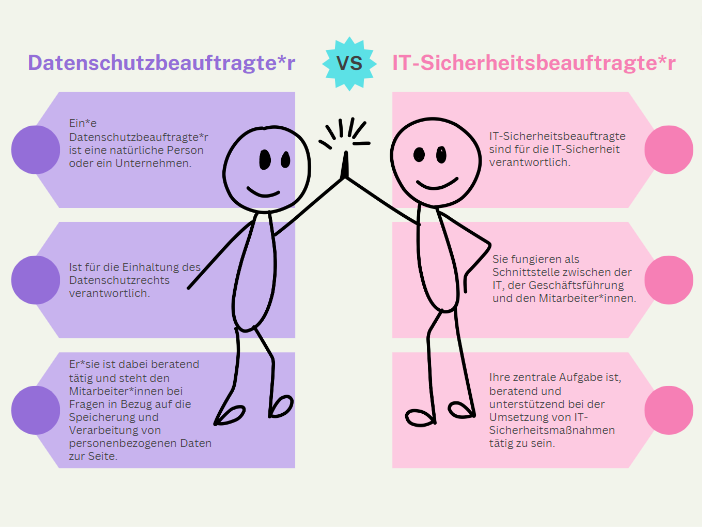 Datenschutzbeauftragte*r
VS
IT-Sicherheitsbeauftragte*r
Ein*e
Datenschutzbeauftragte*r
ist eine natürliche Person
oder ein Unternehmen.
Ist für die Einhaltung des
Datenschutzrechts
verantwortlich.
Er*sie ist dabei beratend
tätig und steht den
Mitarbeiter*innen bei
Fragen in Bezug auf die
Speicherung und
Verarbeitung von
personenbezogenen Daten
zur Seite.
IT-Sicherheitsbeauftragte
sind für die IT-Sicherheit
verantwortlich.
Sie fungieren als
Schnittstelle zwischen der
IT, der Geschäftsführung
und den Mitarbeiter*innen.
Ihre zentrale Aufgabe ist,
beratend und
unterstützend bei der
Umsetzung von IT-
Sicherheitsmaßnahmen
tätig zu sein.